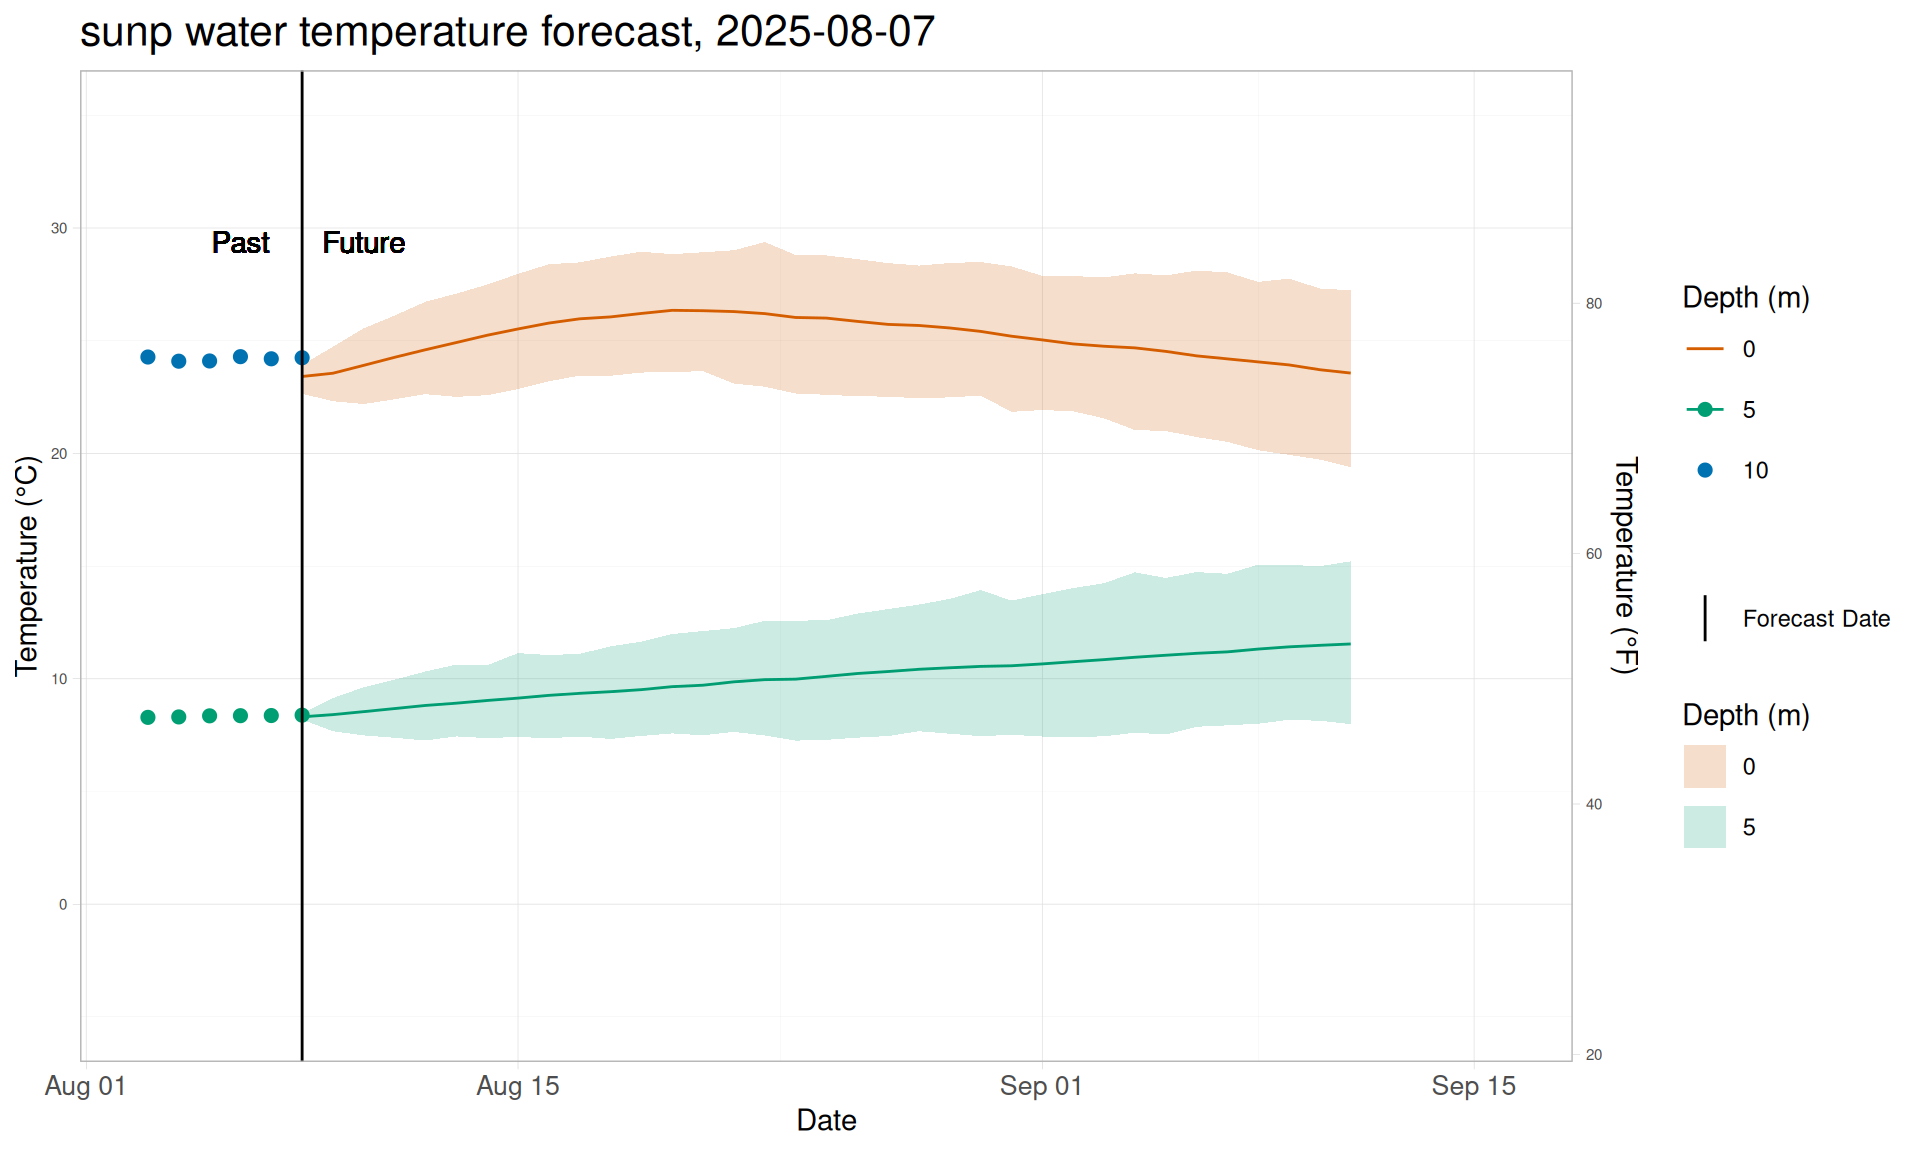 sunp water temperature forecast, 2025-08-07
Past
Future
30
20
10
0
Temperature (°C)
80
60
40
20
Temperature (°F)
Aug 01
Aug 15
Sep 01
Sep 15
Date
Depth (m)
0
5
10
Forecast Date
Depth (m)
0
5